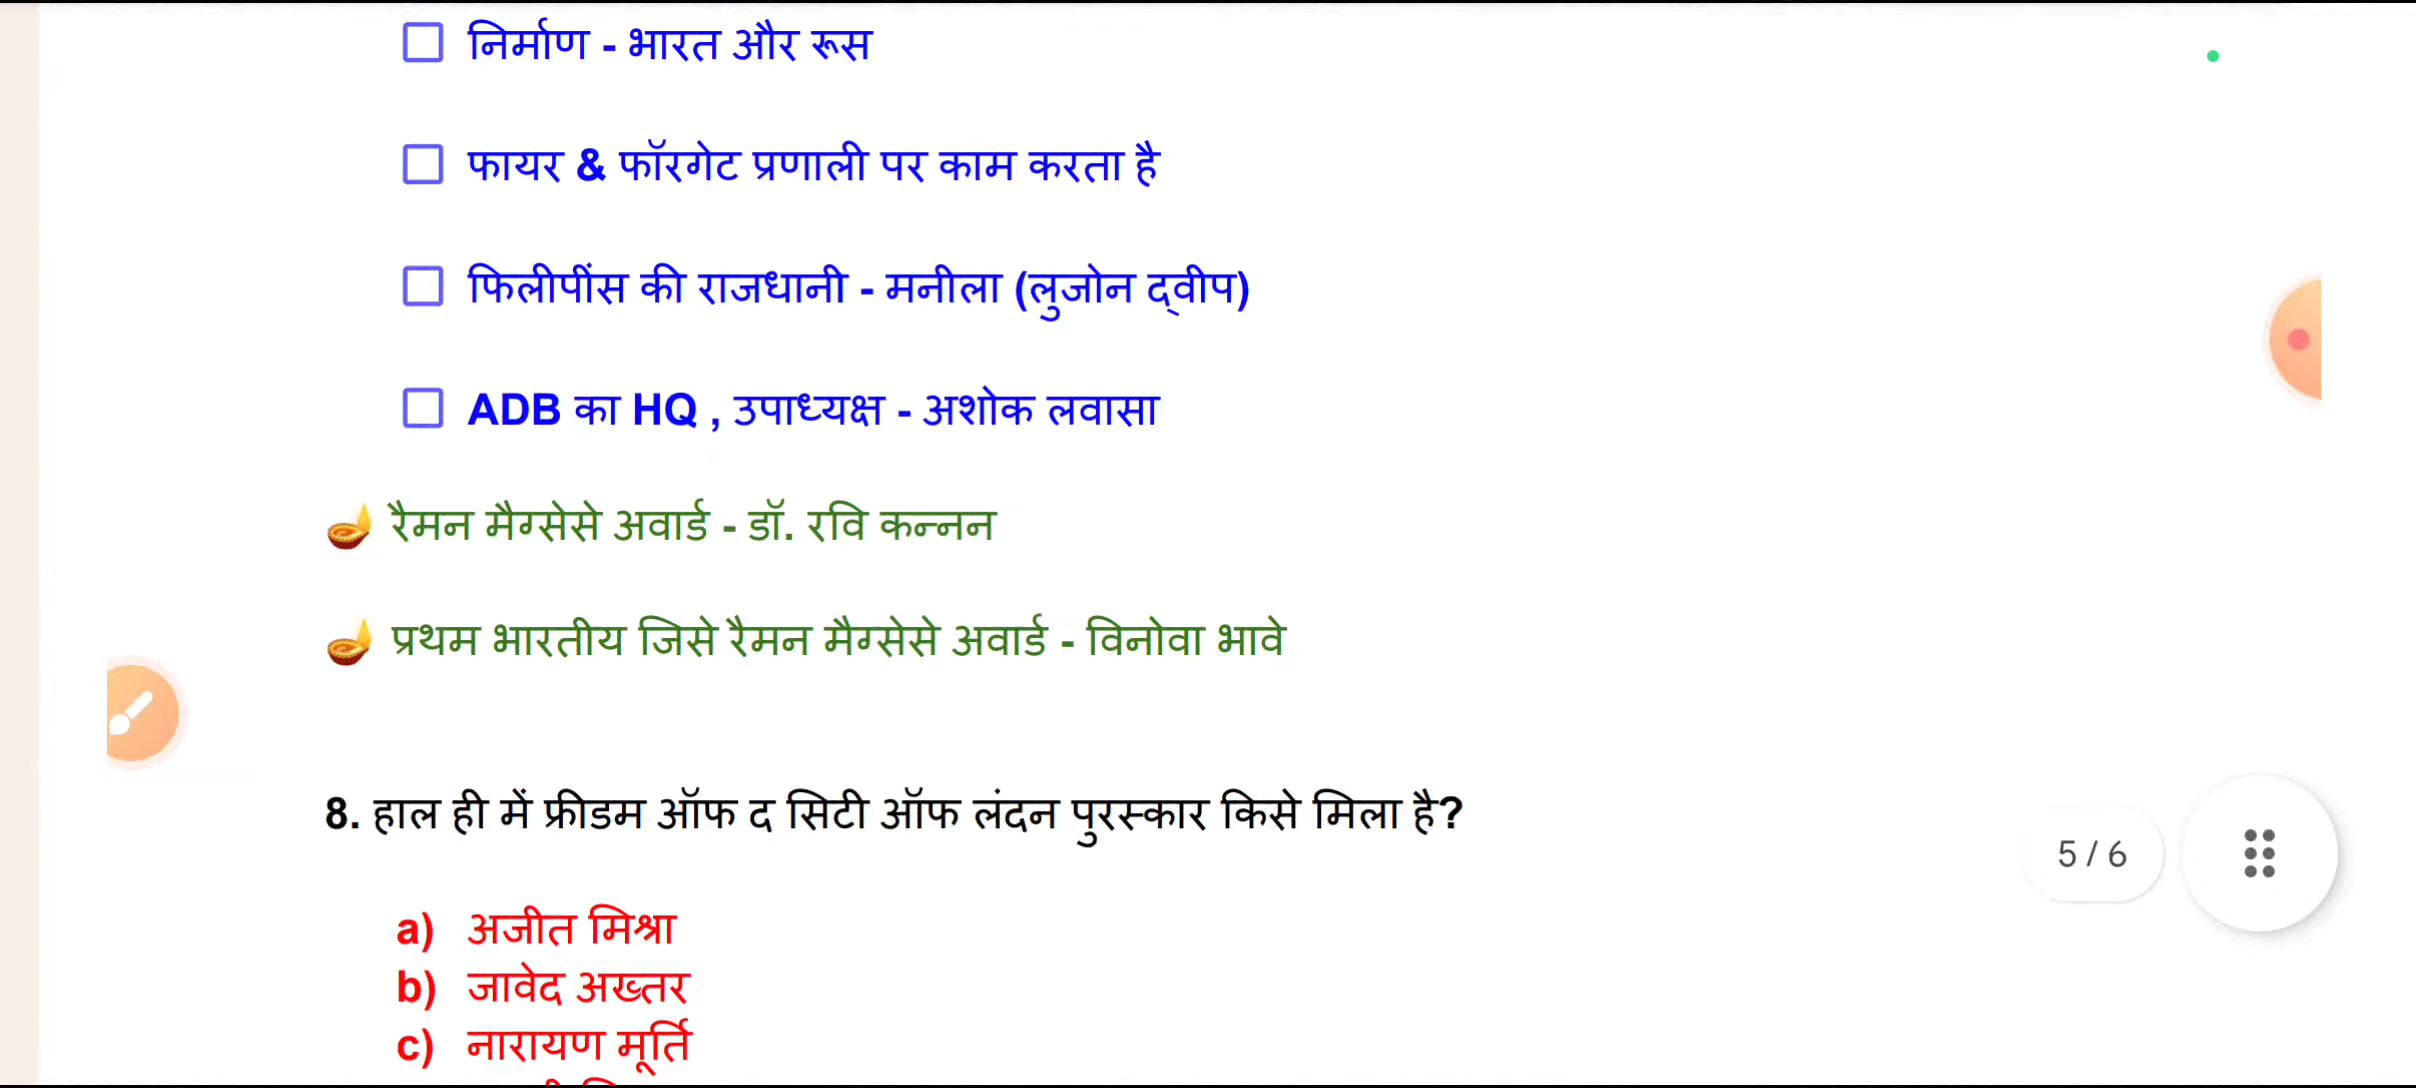 निर्माण - भारत और रूस
फायर & फॉरगेट प्रणाली पर काम करता है
फिलीपींस की राजधानी - मनीला (लुजोन द्वीप)
ADB का HQ , उपाध्यक्ष - अशोक लवासा
रैमन मैग्सेसे अवार्ड - डॉ. रवि कन्नन
प्रथम भारतीय जिसे रैमन मैग्सेसे अवार्ड - विनोवा भावे
8. हाल ही में फ्रीडम ऑफ द सिटी ऑफ लंदन पुरस्कार किसे मिला है?
5 / 6
a) अजीत मिश्रा
b) जावेद अख्तर
c) नारायण मूर्ति